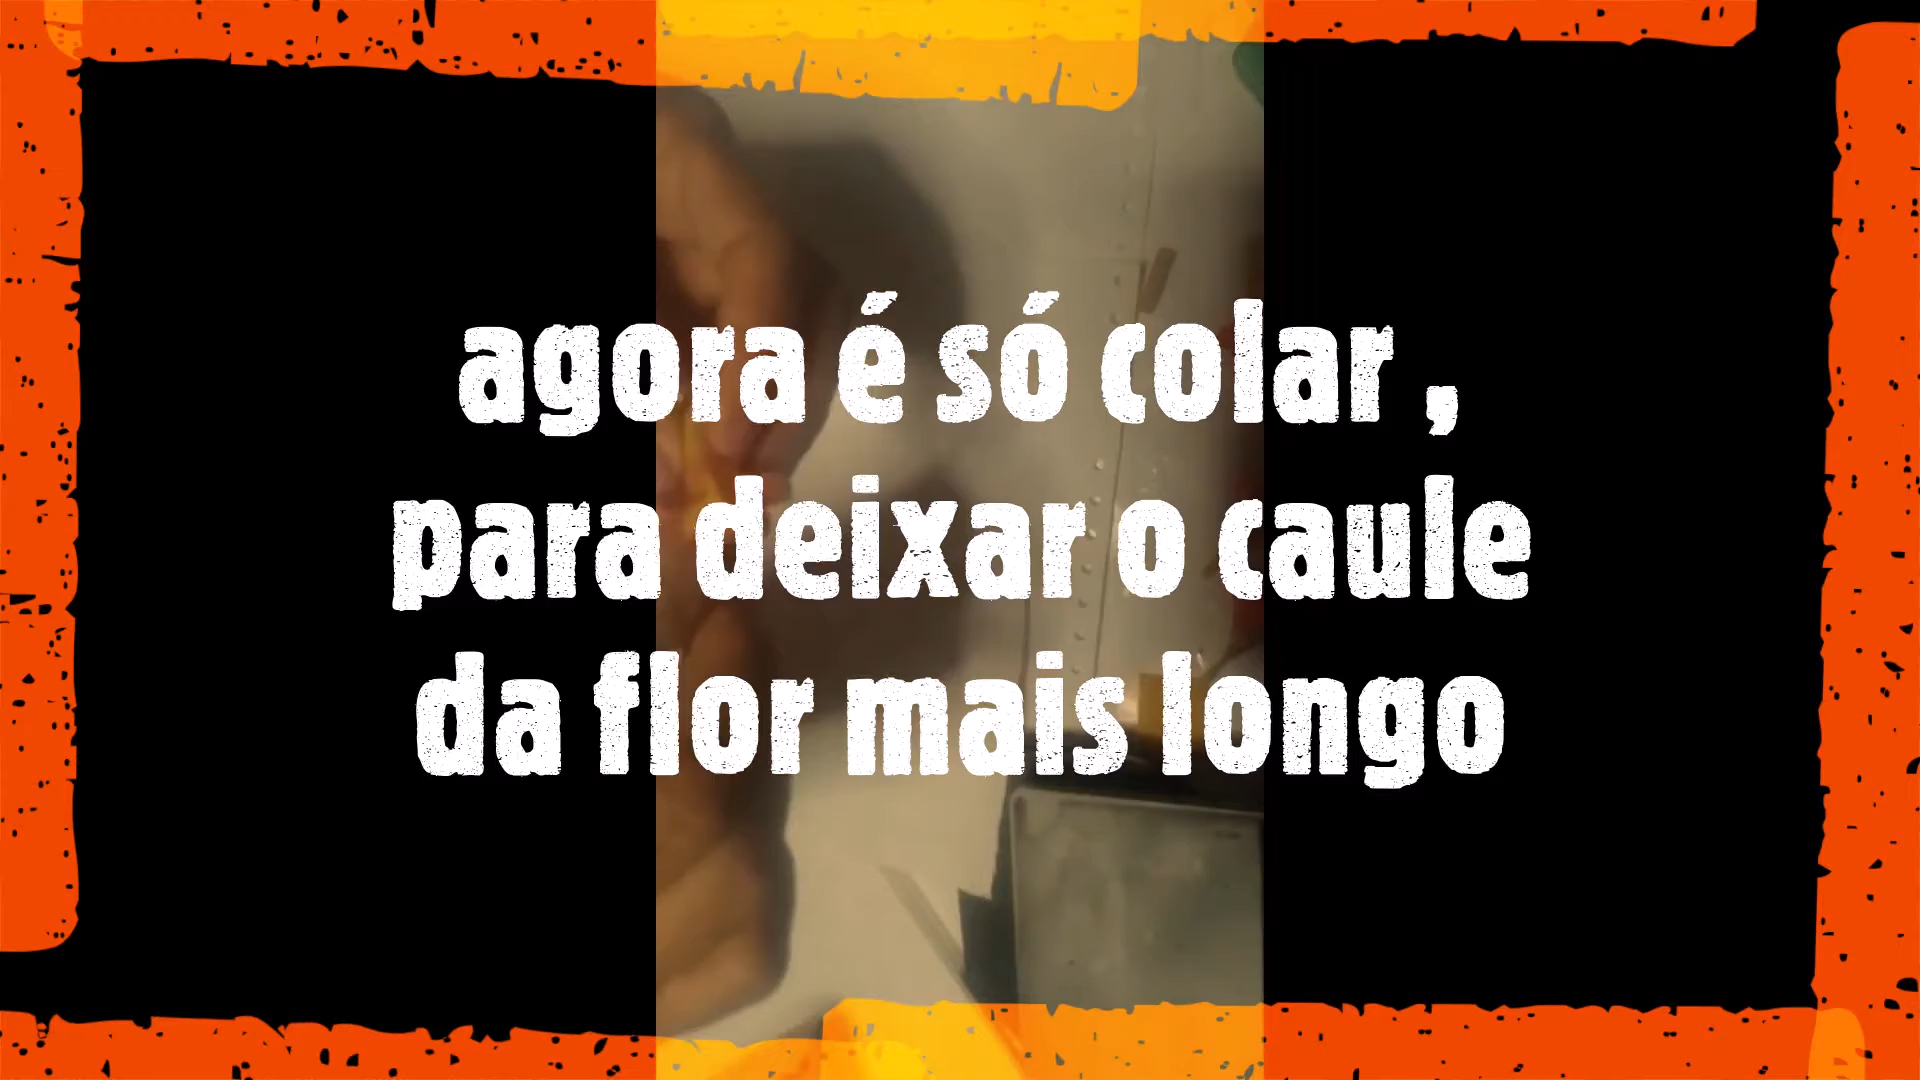 agora é só colar ,
para deixar o caule
da flor mais longo